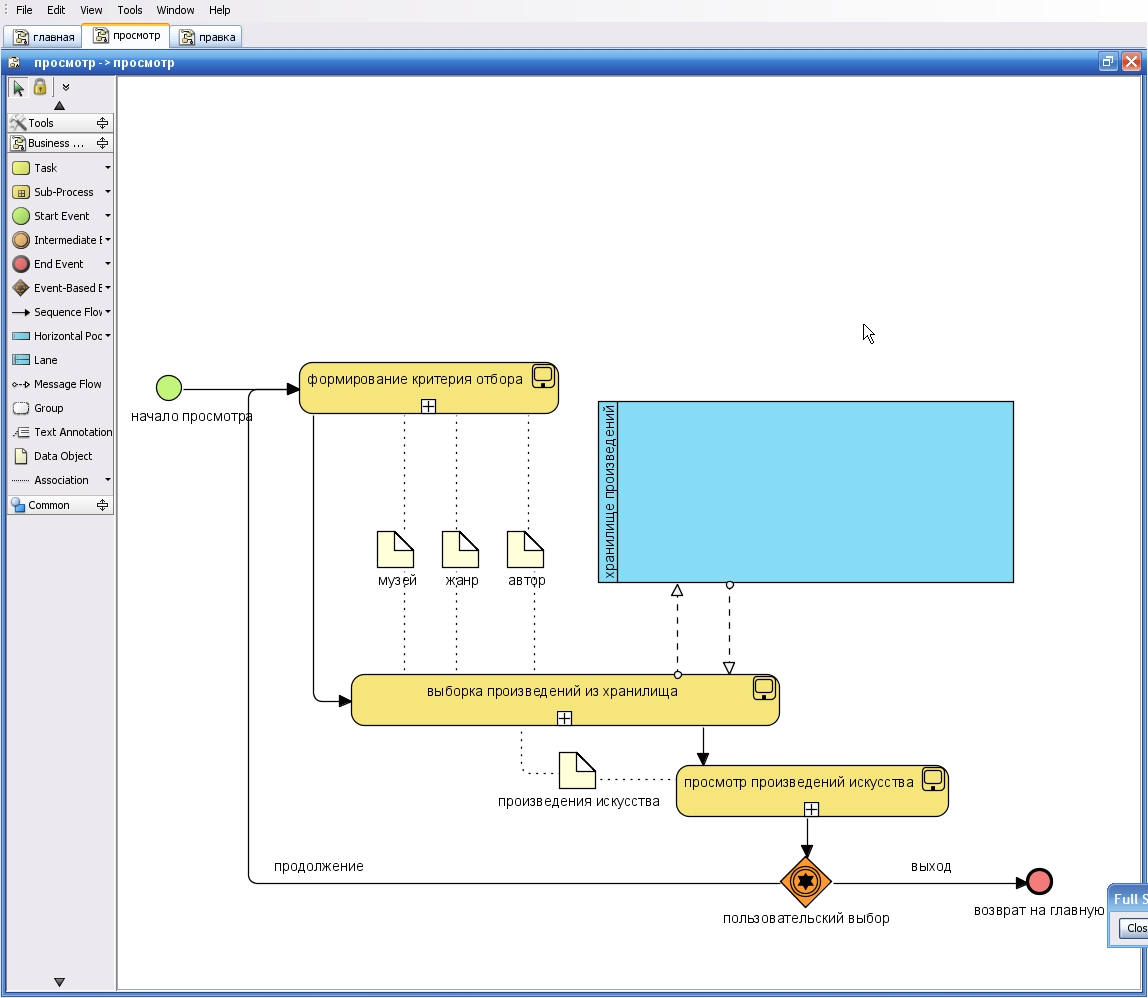 File Edit View Tools Window Help
главная просмотр правка
просмотр -> просмотр
Tools
Business ...
Task
Sub-Process
Start Event
Intermediate E
End Event
Event-Based E
Sequence Flow
Horizontal Poc
Lane
Message Flow
Group
Text Annotation
Data Object
Association
Common
формирование критерия отбора
начало просмотра
хранилище произведений
музей жанр автор
выборка произведений из хранилища
просмотр произведений искусства
произведения искусства
продолжение
выход
пользовательский выбор
возврат на главную
Full S
Clos